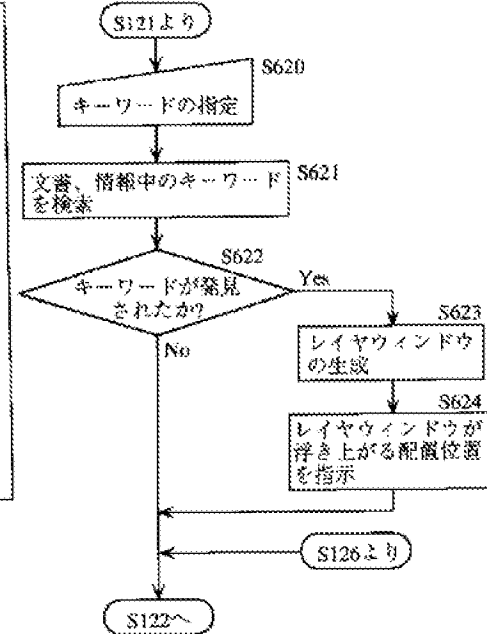 S121より
S620
キーワードの指定
S621
文書、情報中のキーワード
を検索
S622
キーワードが発見
されたか?
Yes
No
S623
レイヤウィンドウ
の生成
S624
レイヤウィンドウが
浮き上がる配置位置
を指示
S126より
S122へ